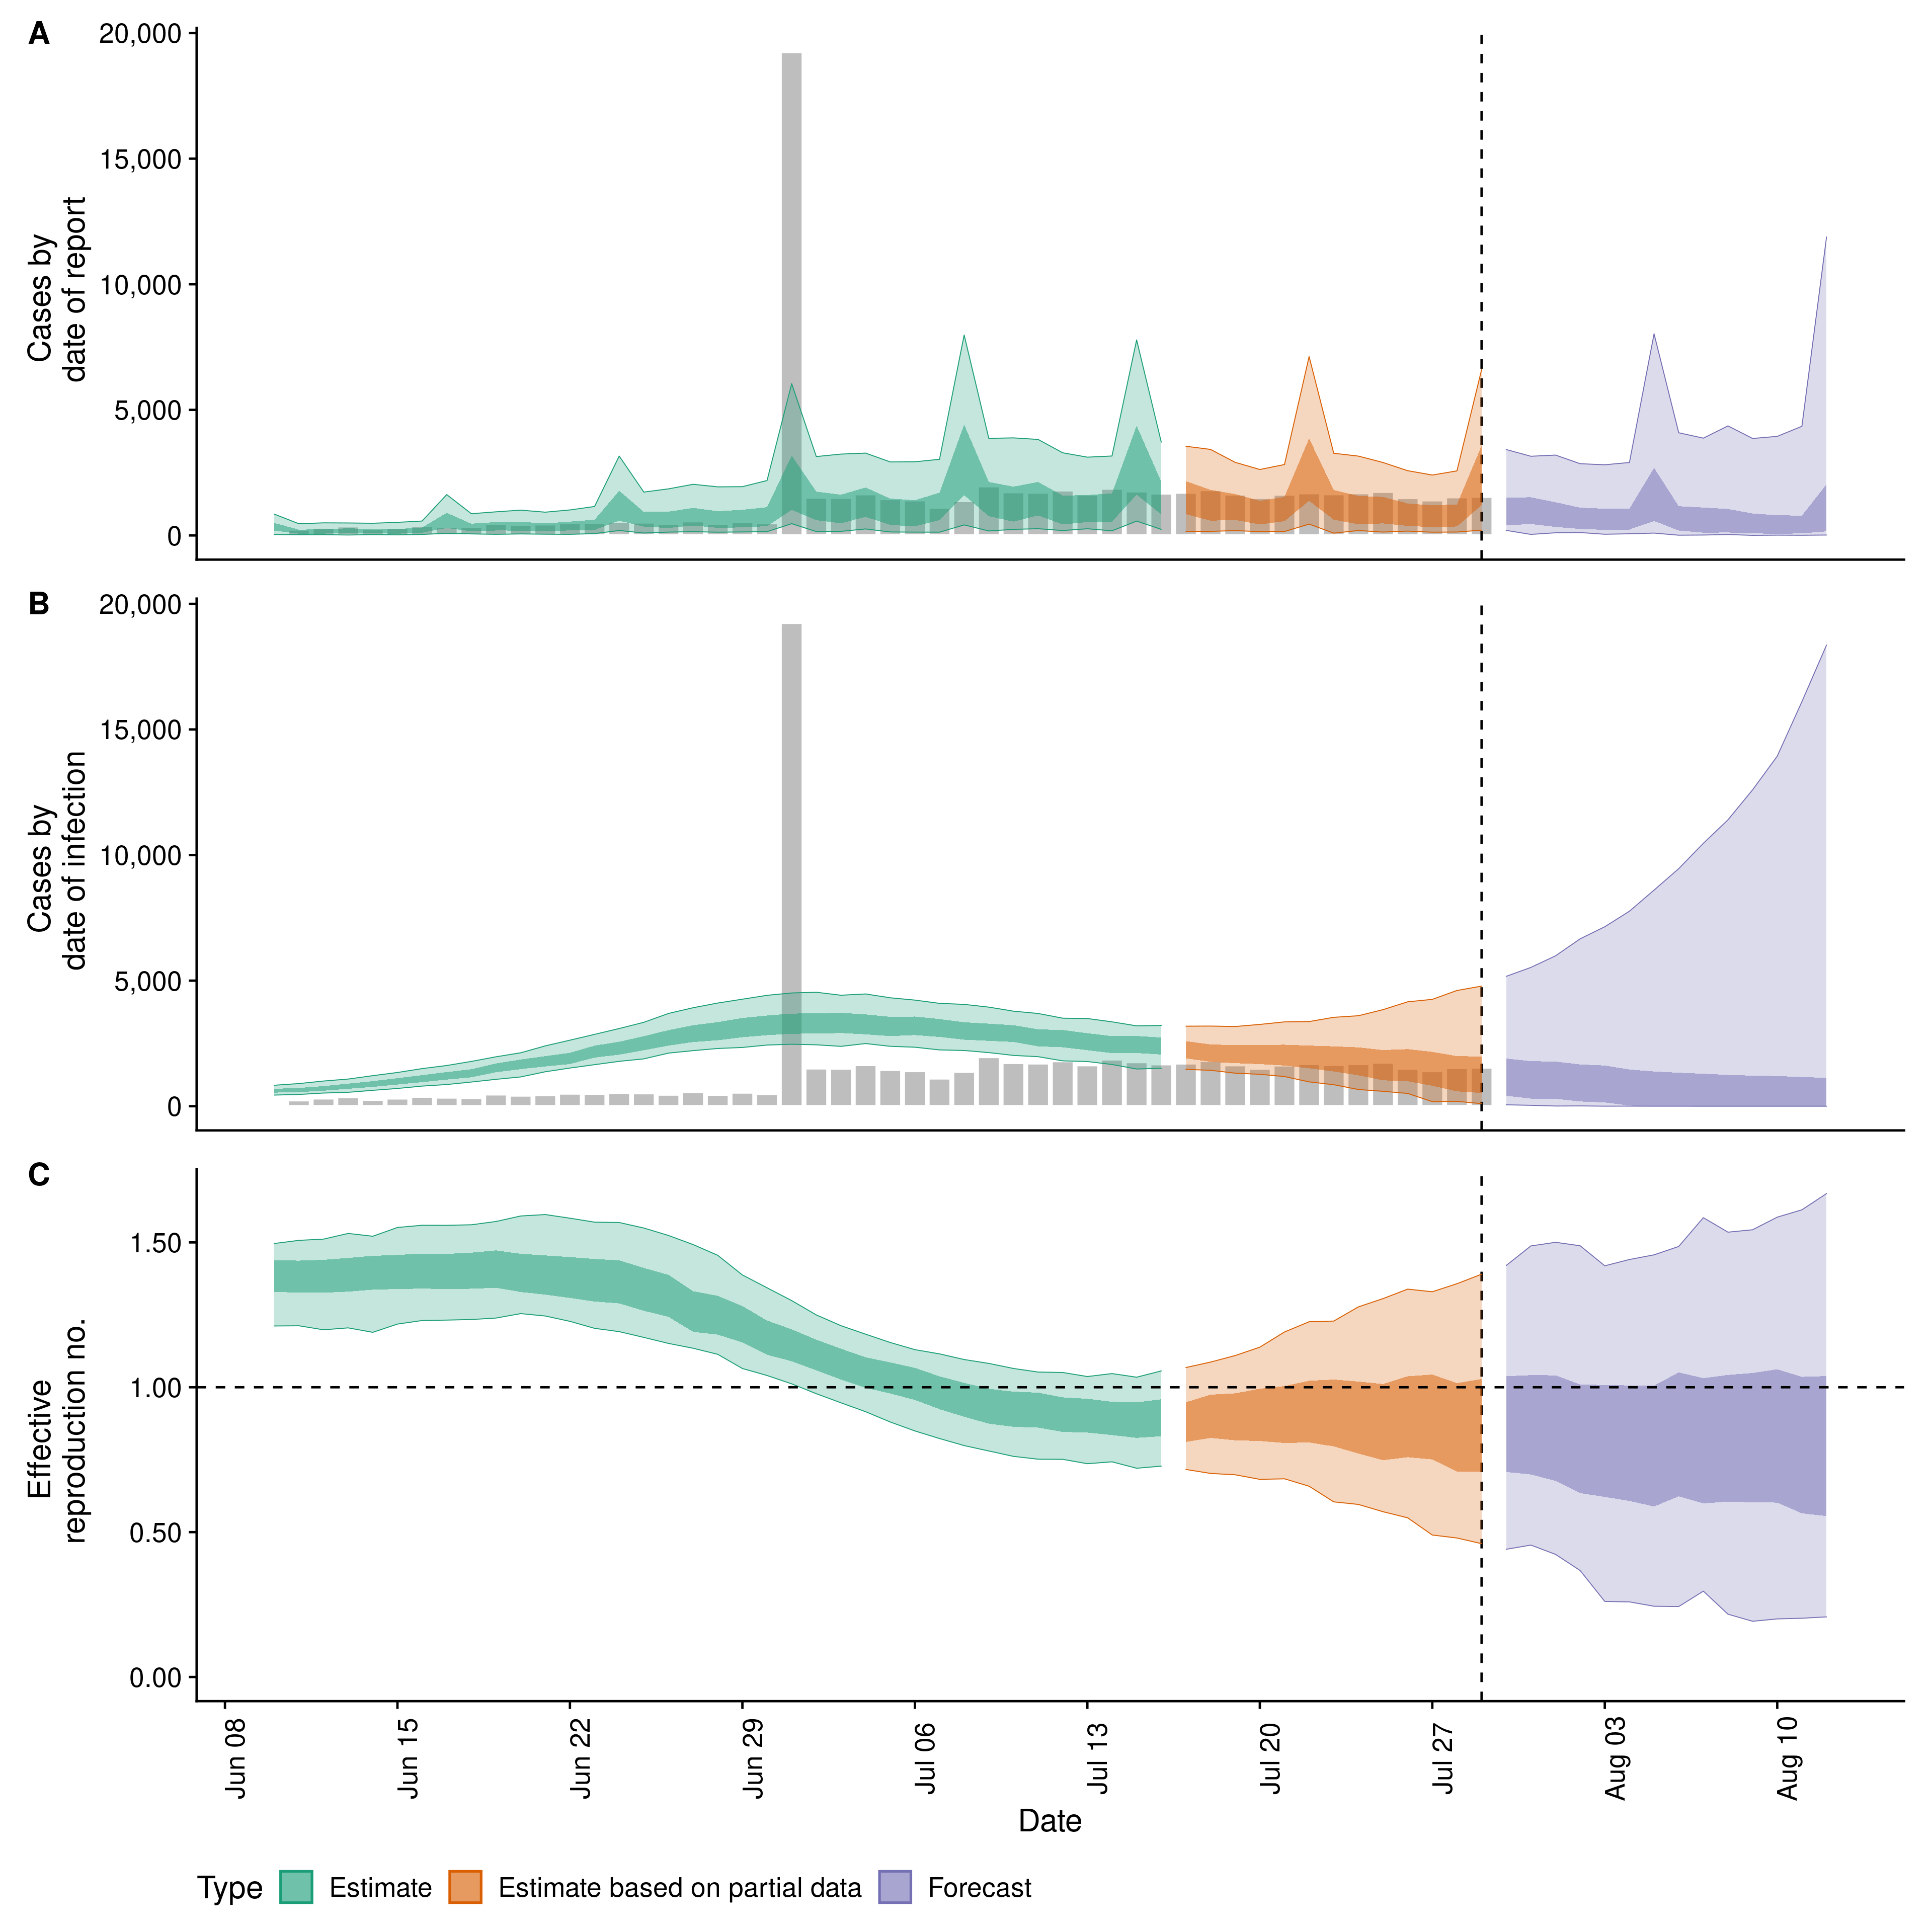 A
Cases by
date of report
20,000
15,000
10,000
5,000
0
B
Cases by
date of infection
20,000
15,000
10,000
5,000
0
C
Effective
reproduction no.
1.50
1.00
0.50
0.00
Jun 08
Jun 15
Jun 22
Jun 29
Jul 06
Jul 13
Jul 20
Jul 27
Aug 03
Aug 10
Date
Type Estimate Estimate based on partial data Forecast